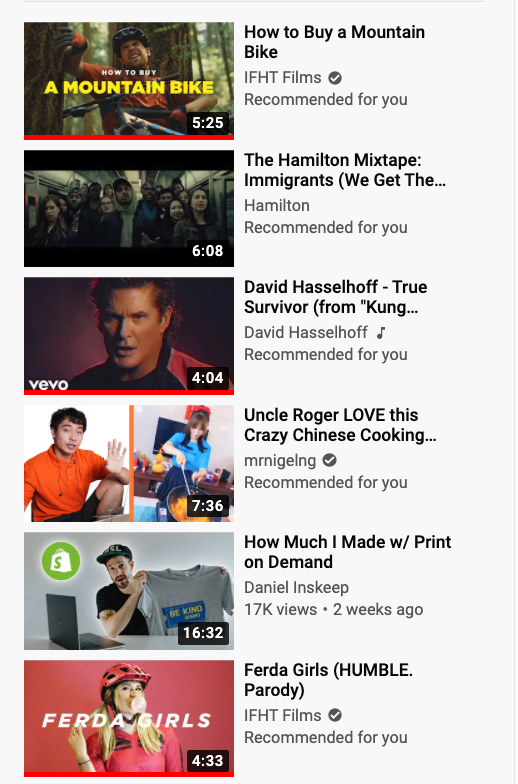 HOW TO BUY
A MOUNTAIN BIKE
5:25
How to Buy a Mountain
Bike
IFHT Films
Recommended for you
6:08
The Hamilton Mixtape:
Immigrants (We Get The...
Hamilton
Recommended for you
vevo
4:04
David Hasselhoff - True
Survivor (from "Kung...
David Hasselhoff
Recommended for you
7:36
Uncle Roger LOVE this
Crazy Chinese Cooking...
mrnigelng
Recommended for you
BE KIND
16:32
How Much I Made w/ Print
on Demand
Daniel Inskeep
17K views • 2 weeks ago
FERDA GIRLS
4:33
Ferda Girls (HUMBLE.
Parody)
IFHT Films
Recommended for you